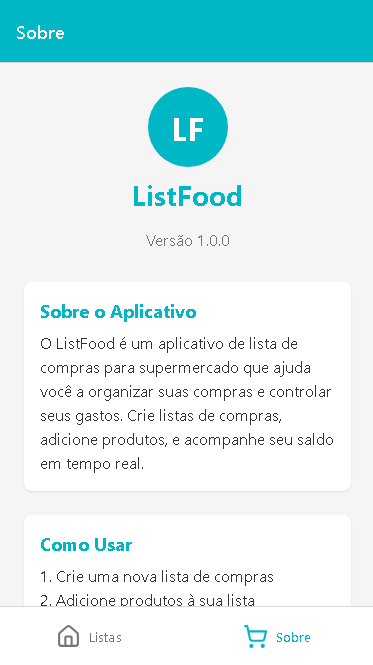 Sobre
LF
ListFood
Versão 1.0.0
Sobre o Aplicativo
O ListFood é um aplicativo de lista de
compras para supermercado que ajuda
você a organizar suas compras e controlar
seus gastos. Crie listas de compras,
adicione produtos, e acompanhe seu saldo
em tempo real.
Como Usar
1. Crie uma nova lista de compras
2. Adicione produtos à sua lista
Listas
Sobre